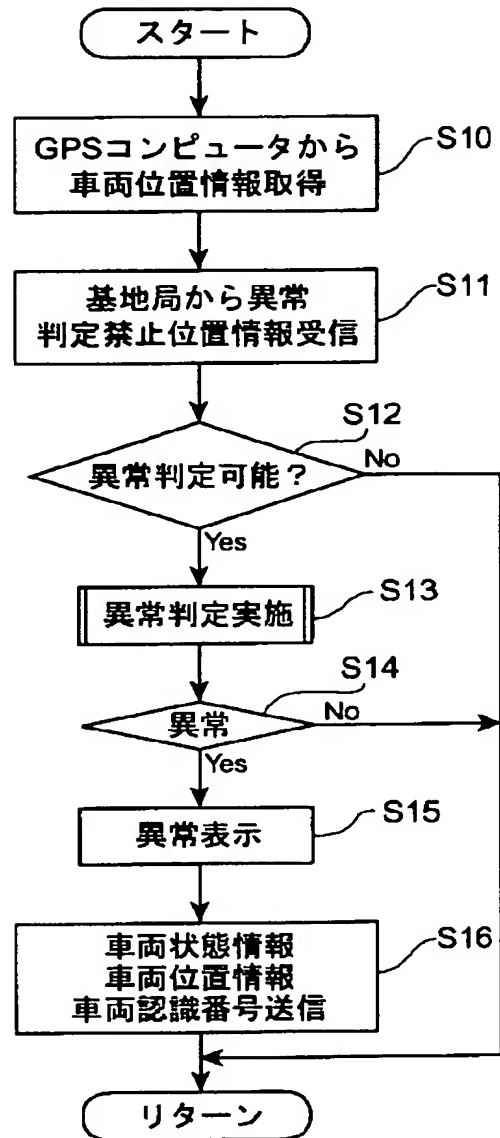 スタート
GPSコンピュータから
車両位置情報取得
S10
基地局から異常
判定禁止位置情報受信
S11
S12
異常判定可能？
No
Yes
異常判定実施
S13
S14
異常
No
Yes
異常表示
S15
車両状態情報
車両位置情報
車両認識番号送信
S16
リターン